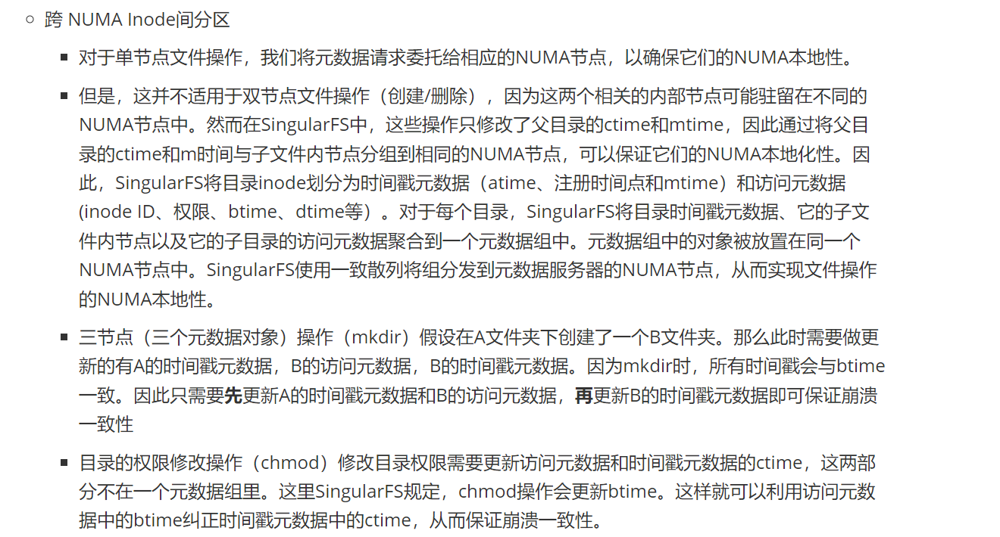 跨 NUMA Inode间分区
对于单节点文件操作，我们将元数据请求委托给相应的NUMA节点，以确保它们的NUMA本地性。
但是，这并不适用于双节点文件操作（创建/删除），因为这两个相关的内部节点可能驻留在不同的
NUMA节点中。然而在SingularFS中，这些操作只修改了父目录的ctime和mtime，因此通过将父目
录的ctime和m时间与子文件内节点分组到相同的NUMA节点，可以保证它们的NUMA本地化性。因
此，SingularFS将目录inode划分为时间戳元数据（atime、注册时间点和mtime）和访问元数据
(inode ID、权限、btime、dtime等）。对于每个目录，SingularFS将目录时间戳元数据、它的子文
件内节点以及它的子目录的访问元数据聚合到一个元数据组中。元数据组中的对象被放置在同一个
NUMA节点中。SingularFS使用一致散列将组分发到元数据服务器的NUMA节点，从而实现文件操作
的NUMA本地性。
三节点（三个元数据对象）操作（mkdir）假设在A文件夹下创建了一个B文件夹。那么此时需要做更
新的有A的时间戳元数据，B的访问元数据，B的时间戳元数据。因为mkdir时，所有时间戳会与btime
一致。因此只需要先更新A的时间戳元数据和B的访问元数据，再更新B的时间戳元数据即可保证崩溃
一致性
目录的权限修改操作（chmod）修改目录权限需要更新访问元数据和时间戳元数据的ctime，这两部
分不在一个元数据组里。这里SingularFS规定，chmod操作会更新btime。这样就可以利用访问元数
据中的btime纠正时间戳元数据中的ctime，从而保证崩溃一致性。